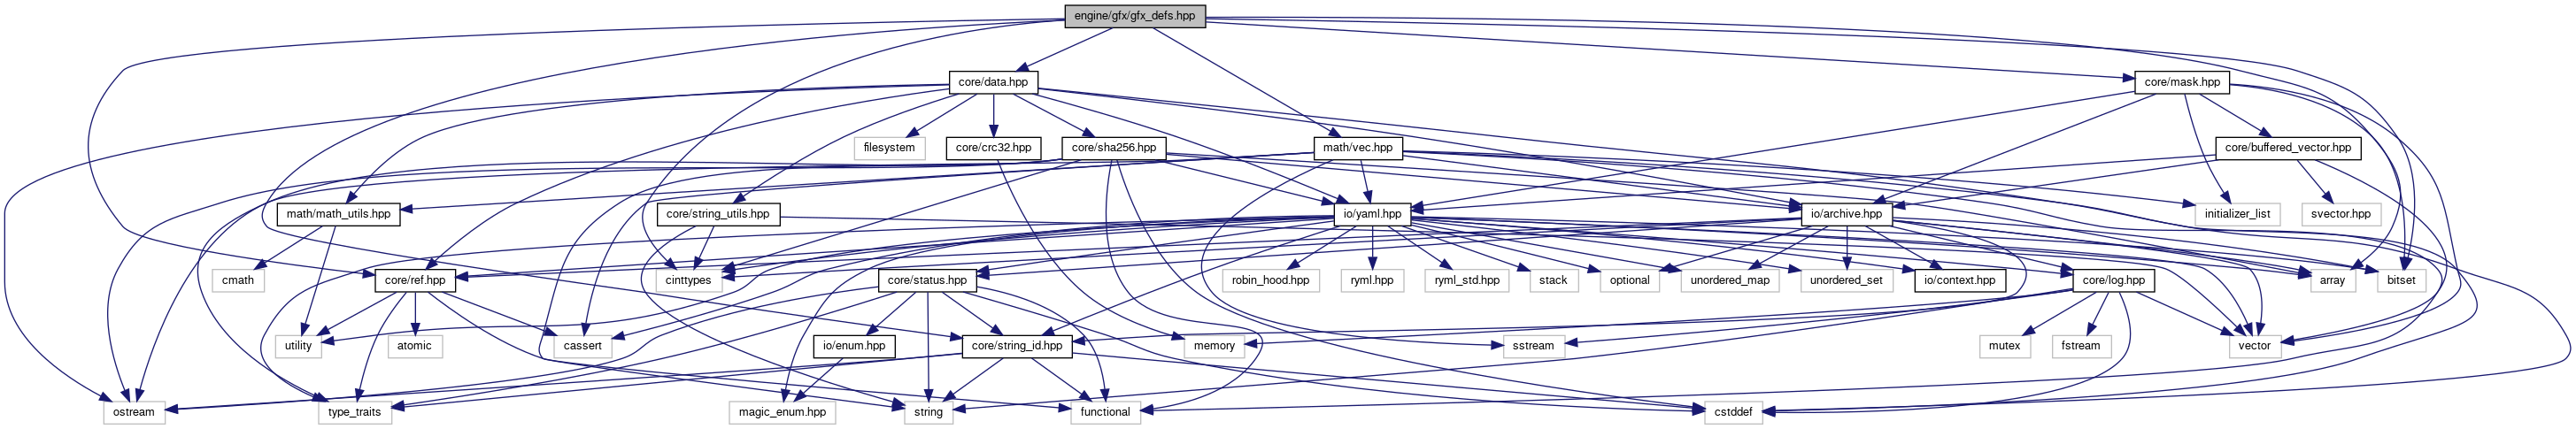 engine/gfx/gfx_defs.hpp
core/data.hpp
core/mask.hpp
filesystem
core/crc32.hpp
core/sha256.hpp
math/vec.hpp
core/buffered_vector.hpp
math/math_utils.hpp
core/string_utils.hpp
io/yaml.hpp
io/archive.hpp
initializer_list
svector.hpp
cmath
core/ref.hpp
cinttypes
core/status.hpp
robin_hood.hpp
ryml.hpp
ryml_std.hpp
stack
optional
unordered_map
unordered_set
io/context.hpp
core/log.hpp
array
bitset
utility
atomic
cassert
io/enum.hpp
core/string_id.hpp
memory
sstream
mutex
fstream
vector
ostream
type_traits
magic_enum.hpp
string
functional
cstddef